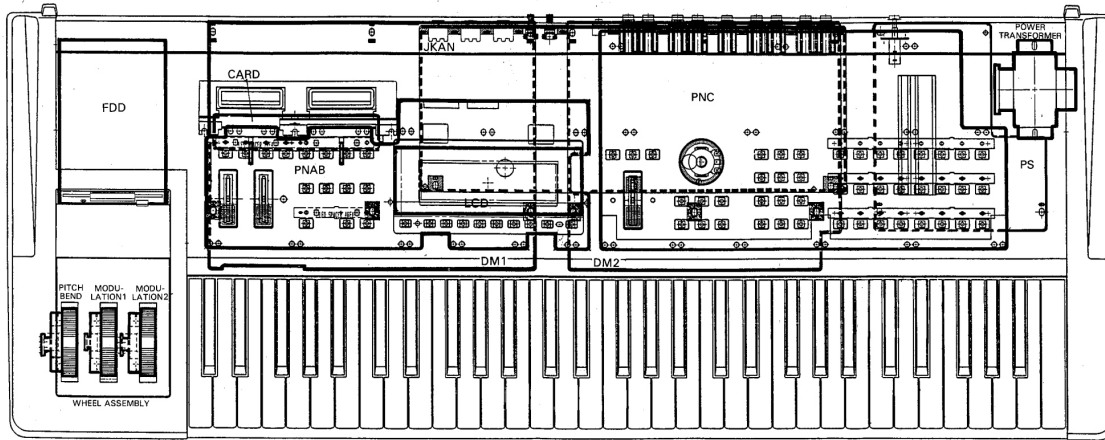 POWER
TRANSFORMER
JKAN
CARD
FDD
PNC
PNAB
PS
LCD
DM1
DM2
PITCH
BEND
MODU-
LATION1
MODU-
LATION2
WHEEL ASSEMBLY